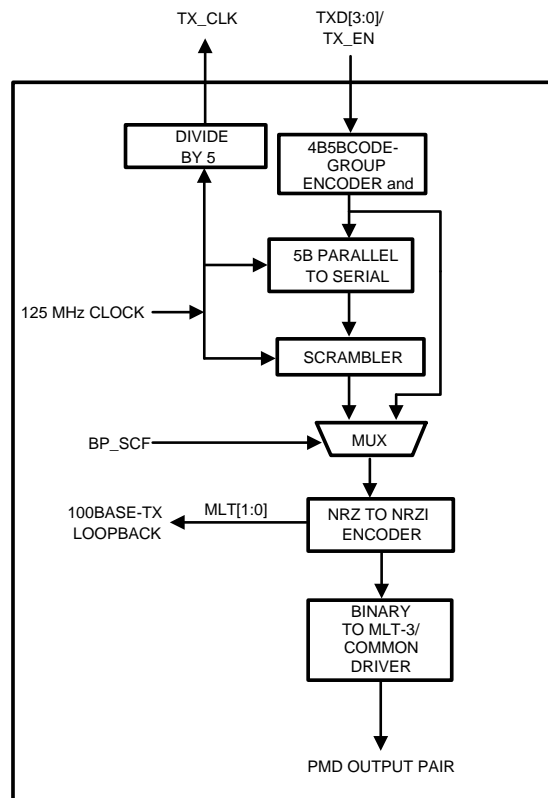 TX_CLK
TXD[3:0]/
TX_EN
DIVIDE
BY 5
4B5BCODE-
GROUP
ENCODER and
5B PARALLEL
TO SERIAL
125 MHz CLOCK
SCRAMBLER
BP_SCF
MUX
100BASE-TX
LOOPBACK
MLT[1:0]
NRZ TO NRZI
ENCODER
BINARY
TO MLT-3/
COMMON
DRIVER
PMD OUTPUT PAIR